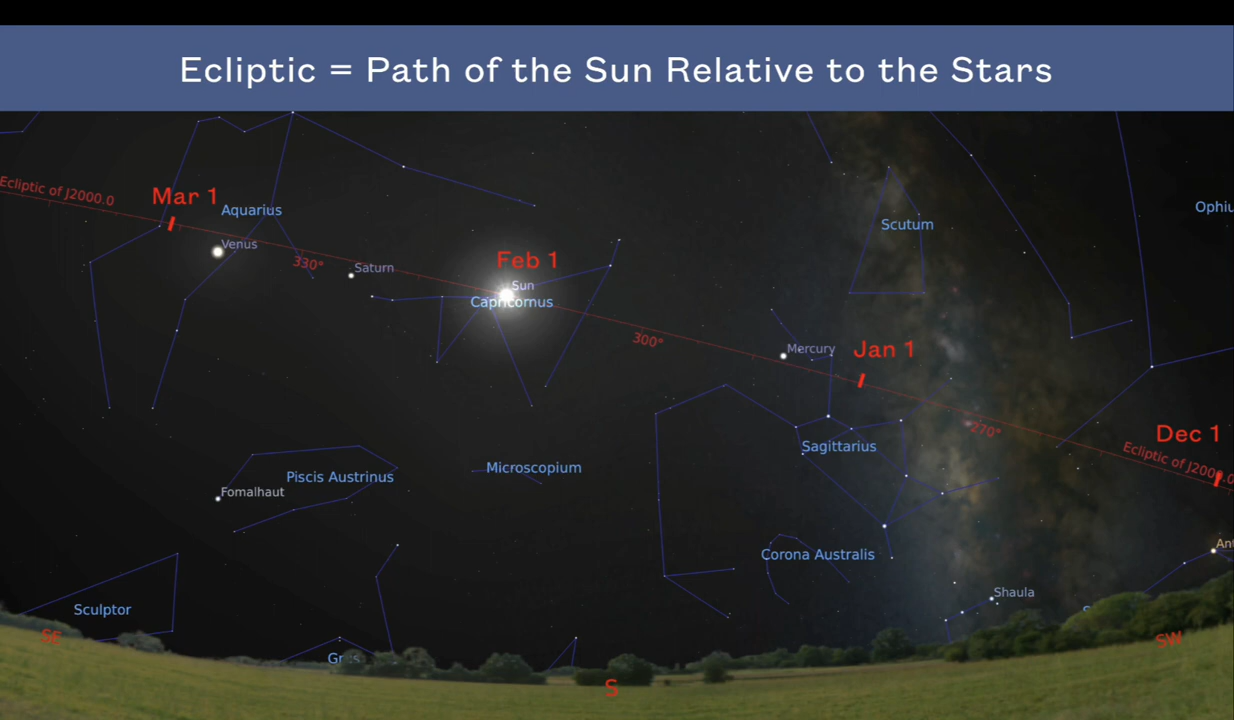 Ecliptic = Path of the Sun Relative to the Stars
Ecliptic of J2000.0
Mar 1
Aquarius
Venus
330°
Saturn
Feb 1
Sun
Capricornus
300°
Mercury
Jan 1
Scutum
Ophiu
270°
Dec 1
Ecliptic of J2000.0
Sagittarius
Microscopium
Piscis Austrinus
Fomalhaut
Corona Australis
Ant
Shaula
Sculptor
SE
Grus
S
SW